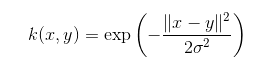 k(x, y) = exp(−‖x − y‖²/2σ²)